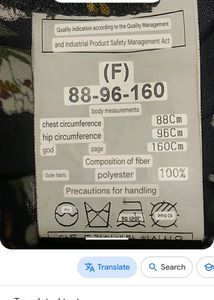 Quality indication according to the Quality Management
and Industrial Product Safety Management Act
(F)
88-96-160
body measurements
chest circumference 88Cm
hip circumference 96Cm
god page 160Cm
Composition of fiber
Outer fabric polyester 100%
Precautions for handling
Translate
Search